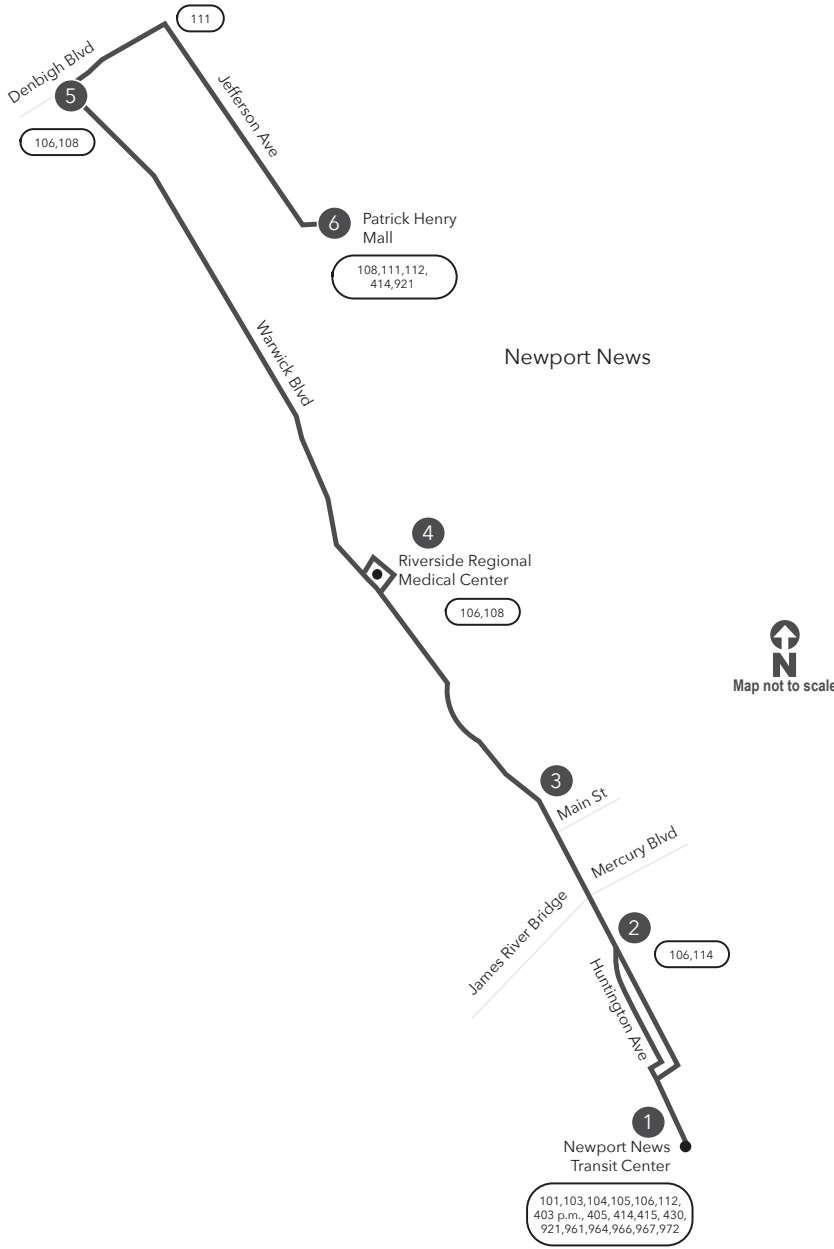 111
Denbigh Blvd
Jefferson Ave
5
106,108
6
Patrick Henry
Mall
108,111,112,
414,921
Warwick Blvd
Newport News
4
Riverside Regional
Medical Center
106,108
N
Map not to scale
3
Main St
Mercury Blvd
James River Bridge
2
106,114
Huntington Ave
1
Newport News
Transit Center
101,103,104,105,106,112,
403 p.m., 405, 414,415, 430,
921,961,964,966,967,972